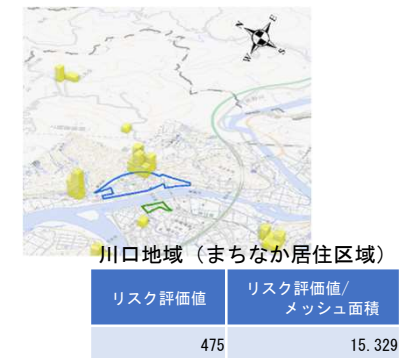 N
E
W
S
川口地域（まちなか居住区域）
リスク評価値
リスク評価値/
メッシュ面積
475
15.329